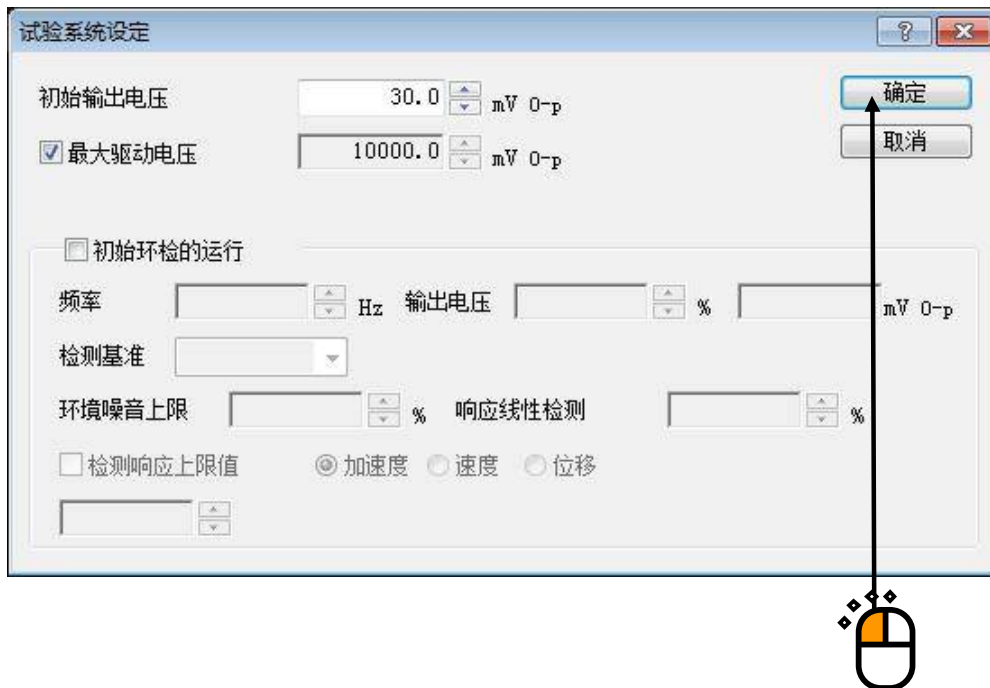 试验系统设定
初始输出电压 30.0 mV 0-p 确定
最大驱动电压 10000.0 mV 0-p 取消
初始环检的运行
频率 Hz 输出电压 % mV 0-p
检测基准
环境噪音上限 % 响应线性检测 %
检测响应上限值 加速度 速度 位移